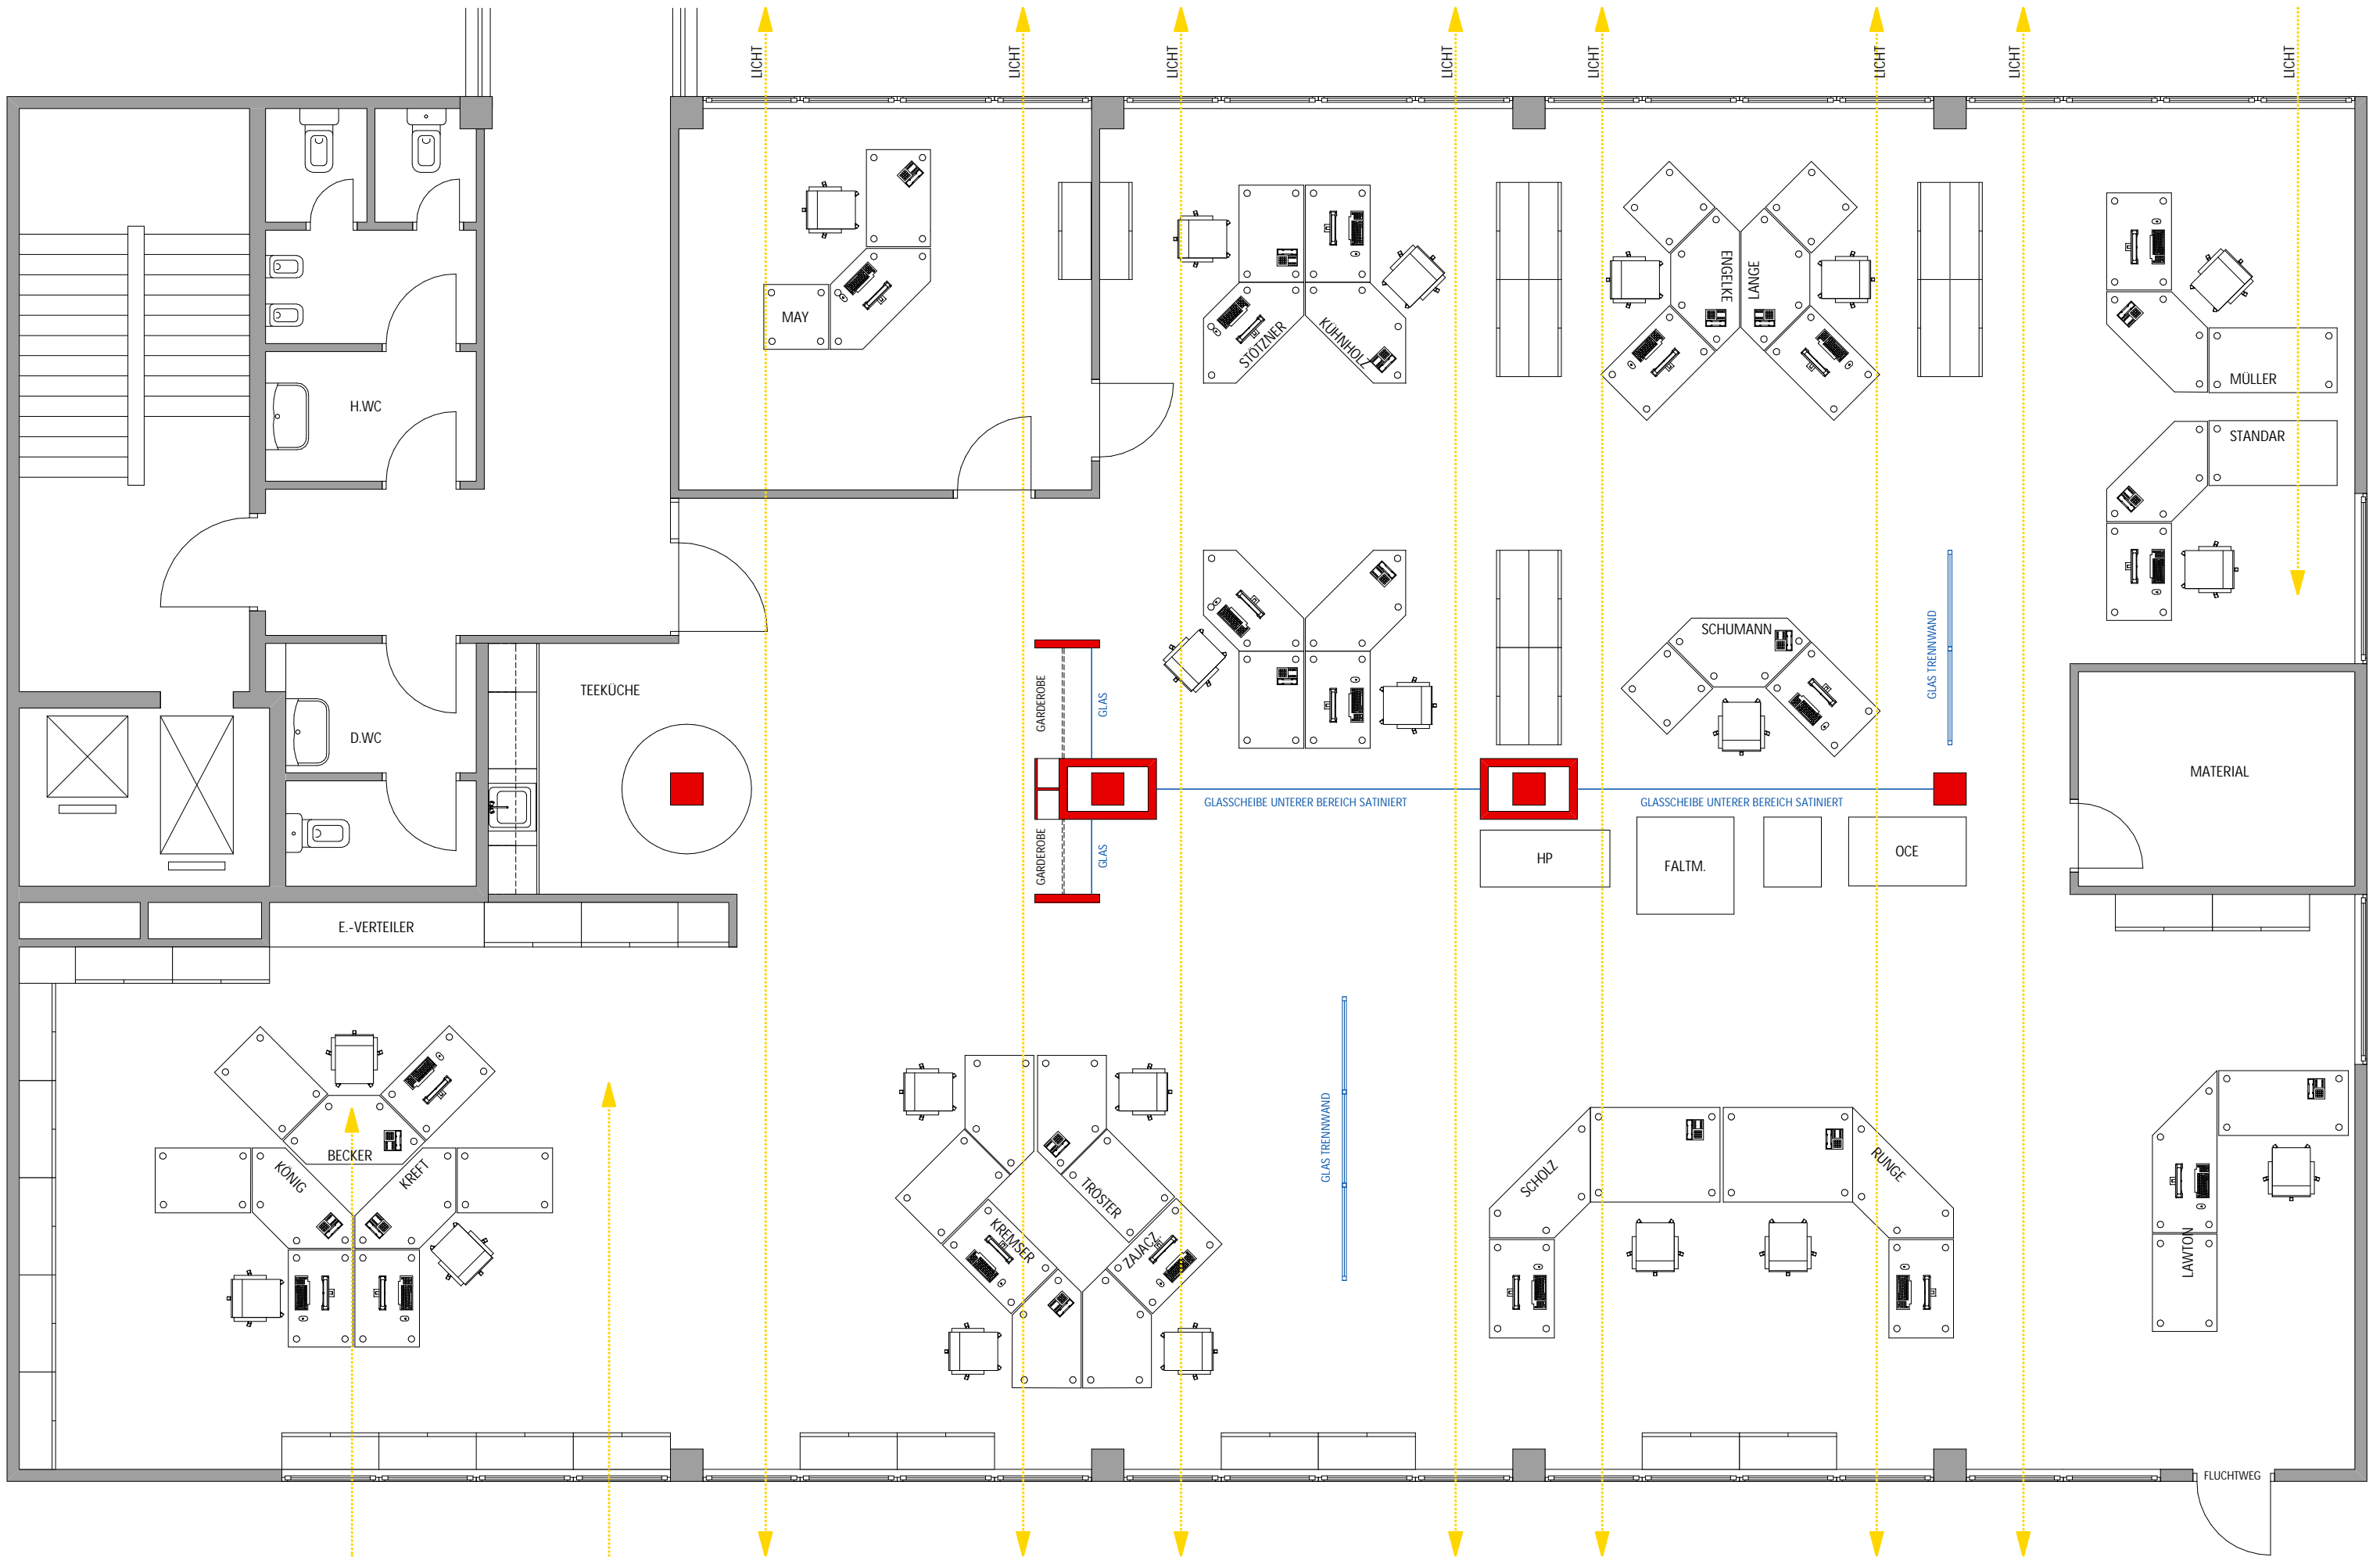 LICHT
LICHT
LICHT
LICHT
LICHT
LICHT
LICHT
LICHT
MAY
STÖTZNER
KÜHNHOLZ
ENGELKE
LANGE
MÜLLER
STANDAR
H.WC
D.WC
TEEKÜCHE
GARDEROBE
GLAS
GARDEROBE
GLAS
SCHUMANN
GLAS TRENNWAND
MATERIAL
GLASSCHEIBE UNTERER BEREICH SATINIERT
GLASSCHEIBE UNTERER BEREICH SATINIERT
HP
FALTM.
OCE
E.-VERTEILER
BECKER
KÖNIG
KREFT
TRÖSTER
KREMSER
ZAJACZ.
GLAS TRENNWAND
SCHOLZ
RUNGE
LAWTON
FLUCHTWEG